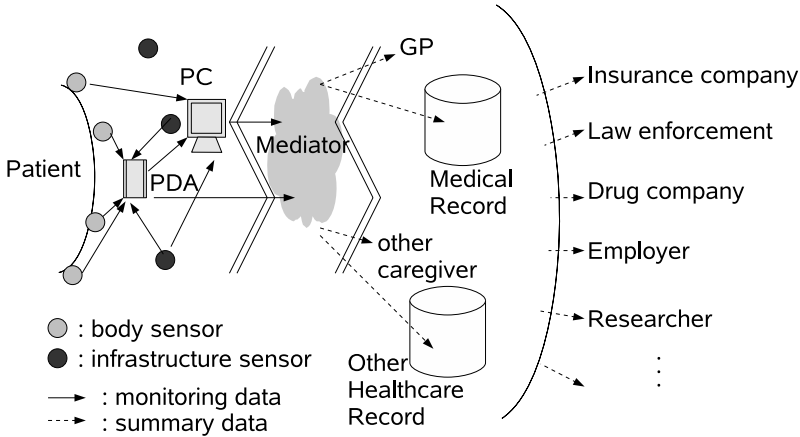 GP
PC
Insurance company
Mediator
Law enforcement
Patient
PDA
Medical
Record
Drug company
other
caregiver
Employer
: body sensor
Researcher
: infrastructure sensor
Other
Healthcare
Record
: monitoring data
: summary data